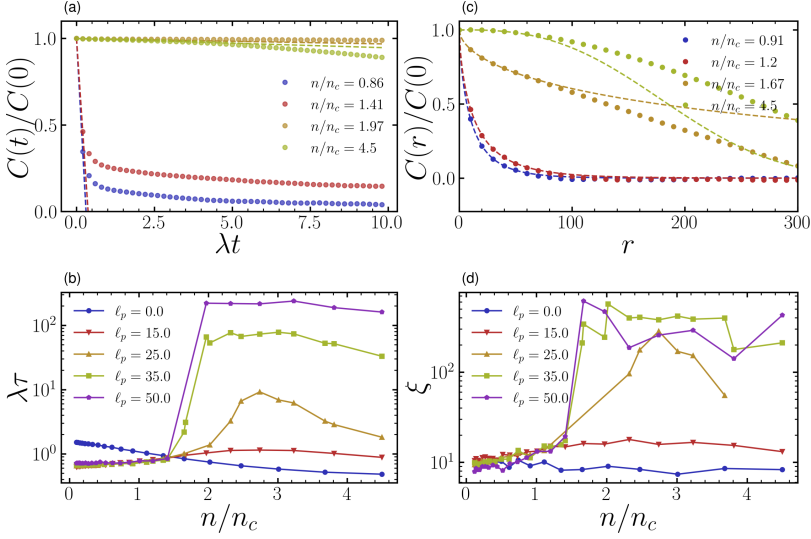 (a)
1.0
0.5
0.0
C(t)/C(0)
n/n_c = 0.86
n/n_c = 1.41
n/n_c = 1.97
n/n_c = 4.5
0.0 2.5 5.0 7.5 10.0
λt
(c)
1.0
0.5
0.0
C(r)/C(0)
n/n_c = 0.91
n/n_c = 1.2
n/n_c = 1.67
n/n_c = 4.5
0 100 200 300
r
(b)
10^2
10^1
10^0
λτ
ℓ_p = 0.0
ℓ_p = 15.0
ℓ_p = 25.0
ℓ_p = 35.0
ℓ_p = 50.0
0 1 2 3 4
n/n_c
(d)
10^2
10^1
ξ
ℓ_p = 0.0
ℓ_p = 15.0
ℓ_p = 25.0
ℓ_p = 35.0
ℓ_p = 50.0
0 1 2 3 4
n/n_c